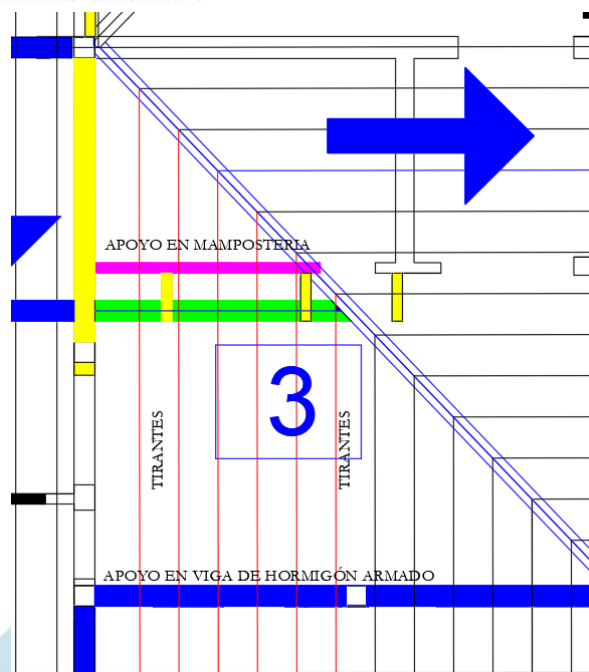 APOYO EN MAMPOSTERIA
3
TIRANTES
TIRANTES
APOYO EN VIGA DE HORMIGÓN ARMADO